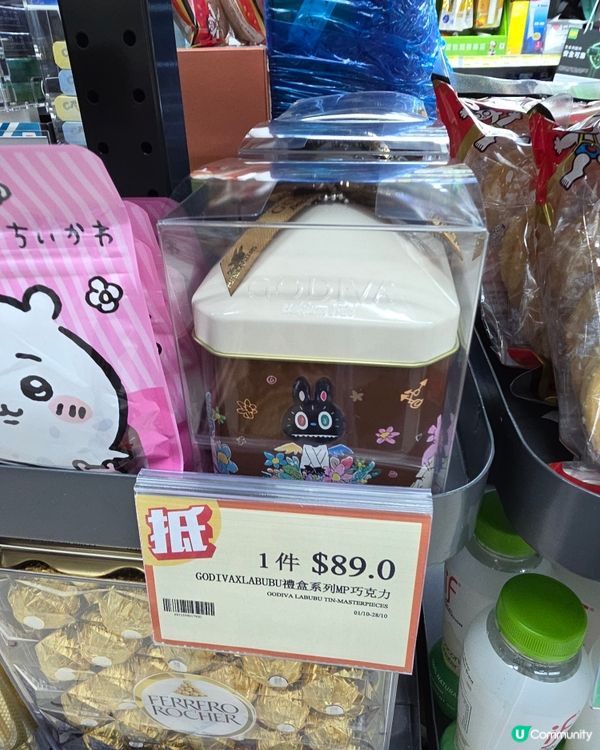 ちいかわ
GODIVA
抵
1件 $89.0
GODIVAXLABUBU禮盒系列MP巧克力
GODIVA LABUBU TIN-MASTERPIECES
01/10-28/10
FERRERO
ROCHER
U Community